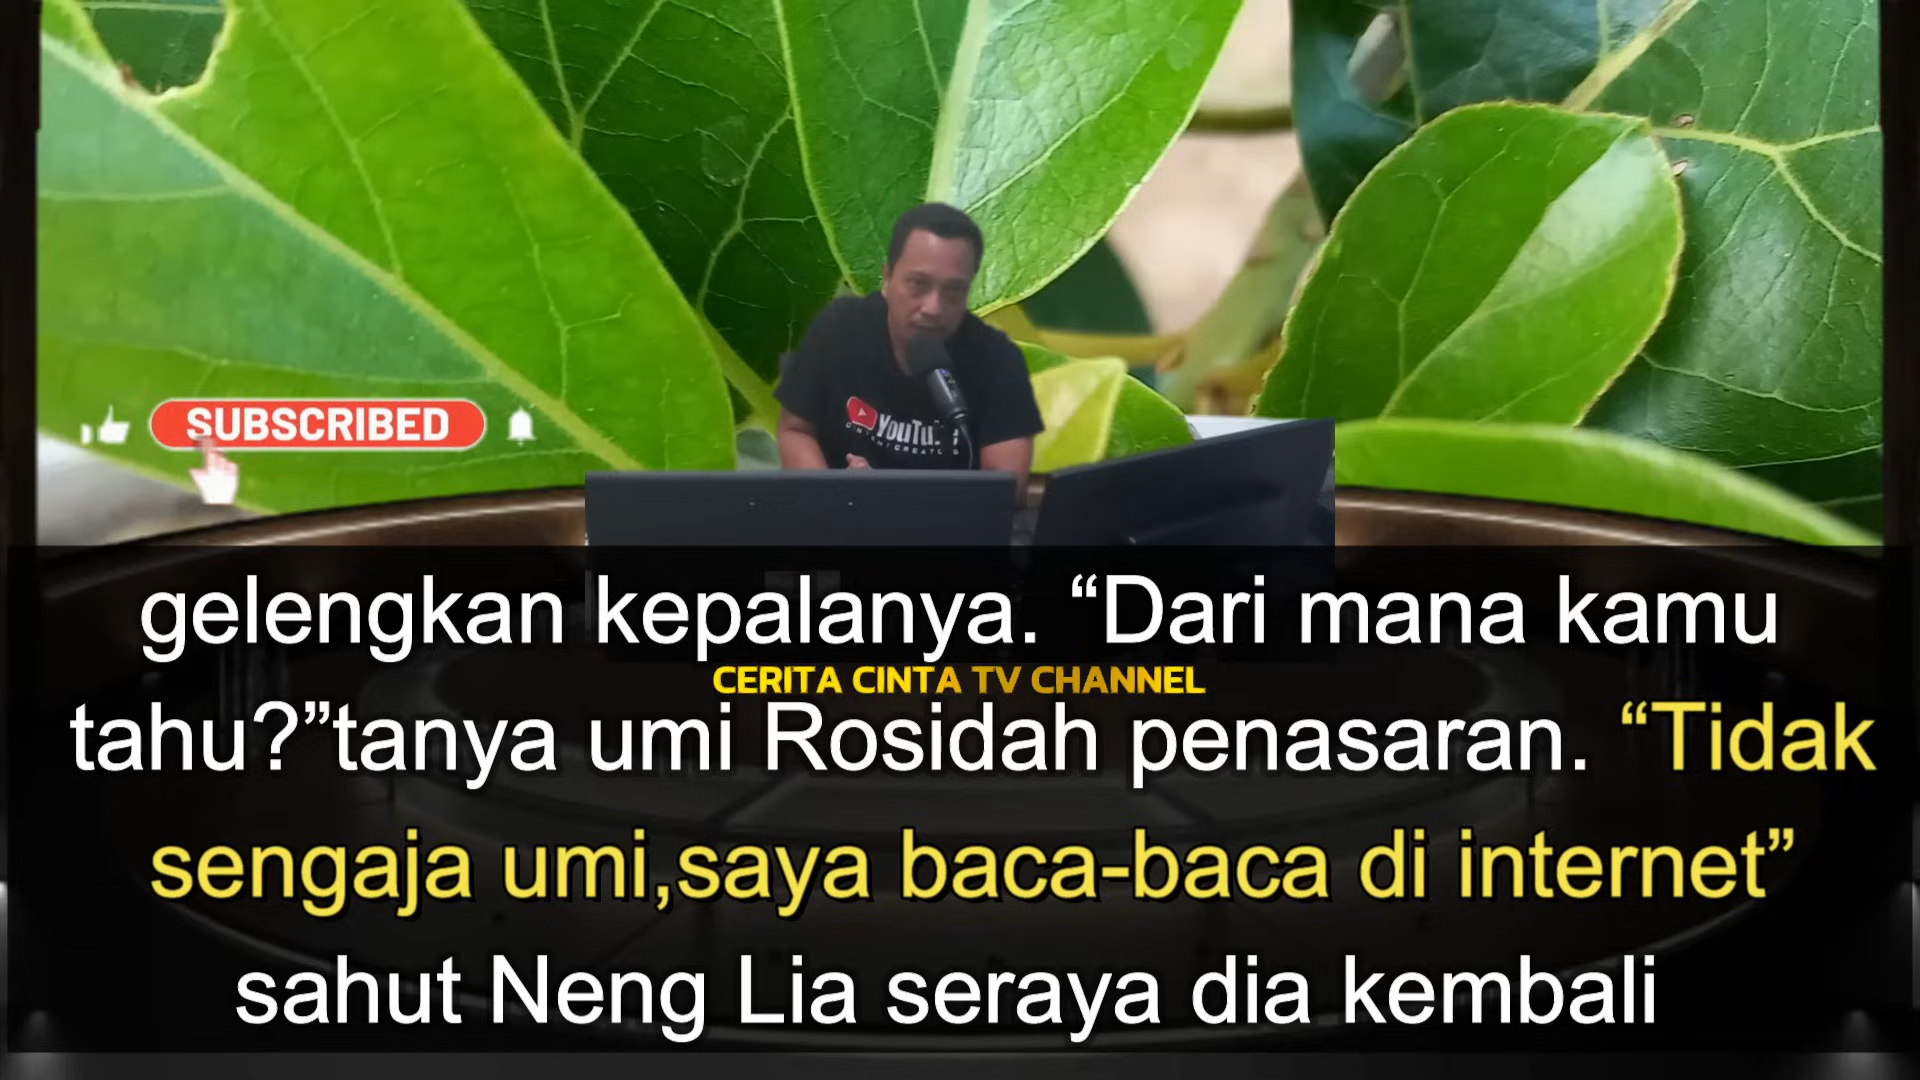 SUBSCRIBED
YouTu
gelengkan kepalanya. “Dari mana kamu
CERITA CINTA TV CHANNEL
tahu?”tanya umi Rosidah penasaran. “Tidak
sengaja umi,saya baca-baca di internet”
sahut Neng Lia seraya dia kembali